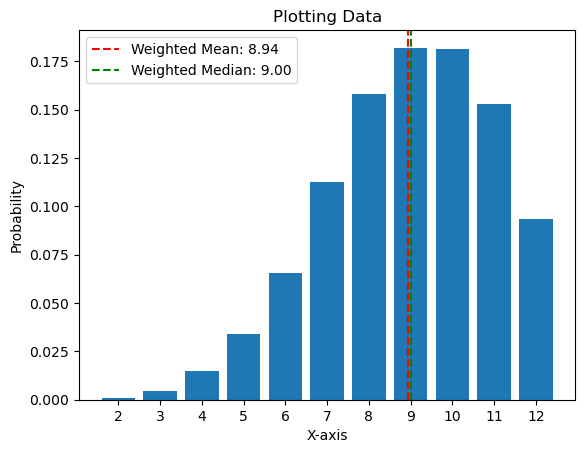 Plotting Data
Weighted Mean: 8.94
Weighted Median: 9.00
Probability
0.175
0.150
0.125
0.100
0.075
0.050
0.025
0.000
2 3 4 5 6 7 8 9 10 11 12
X-axis